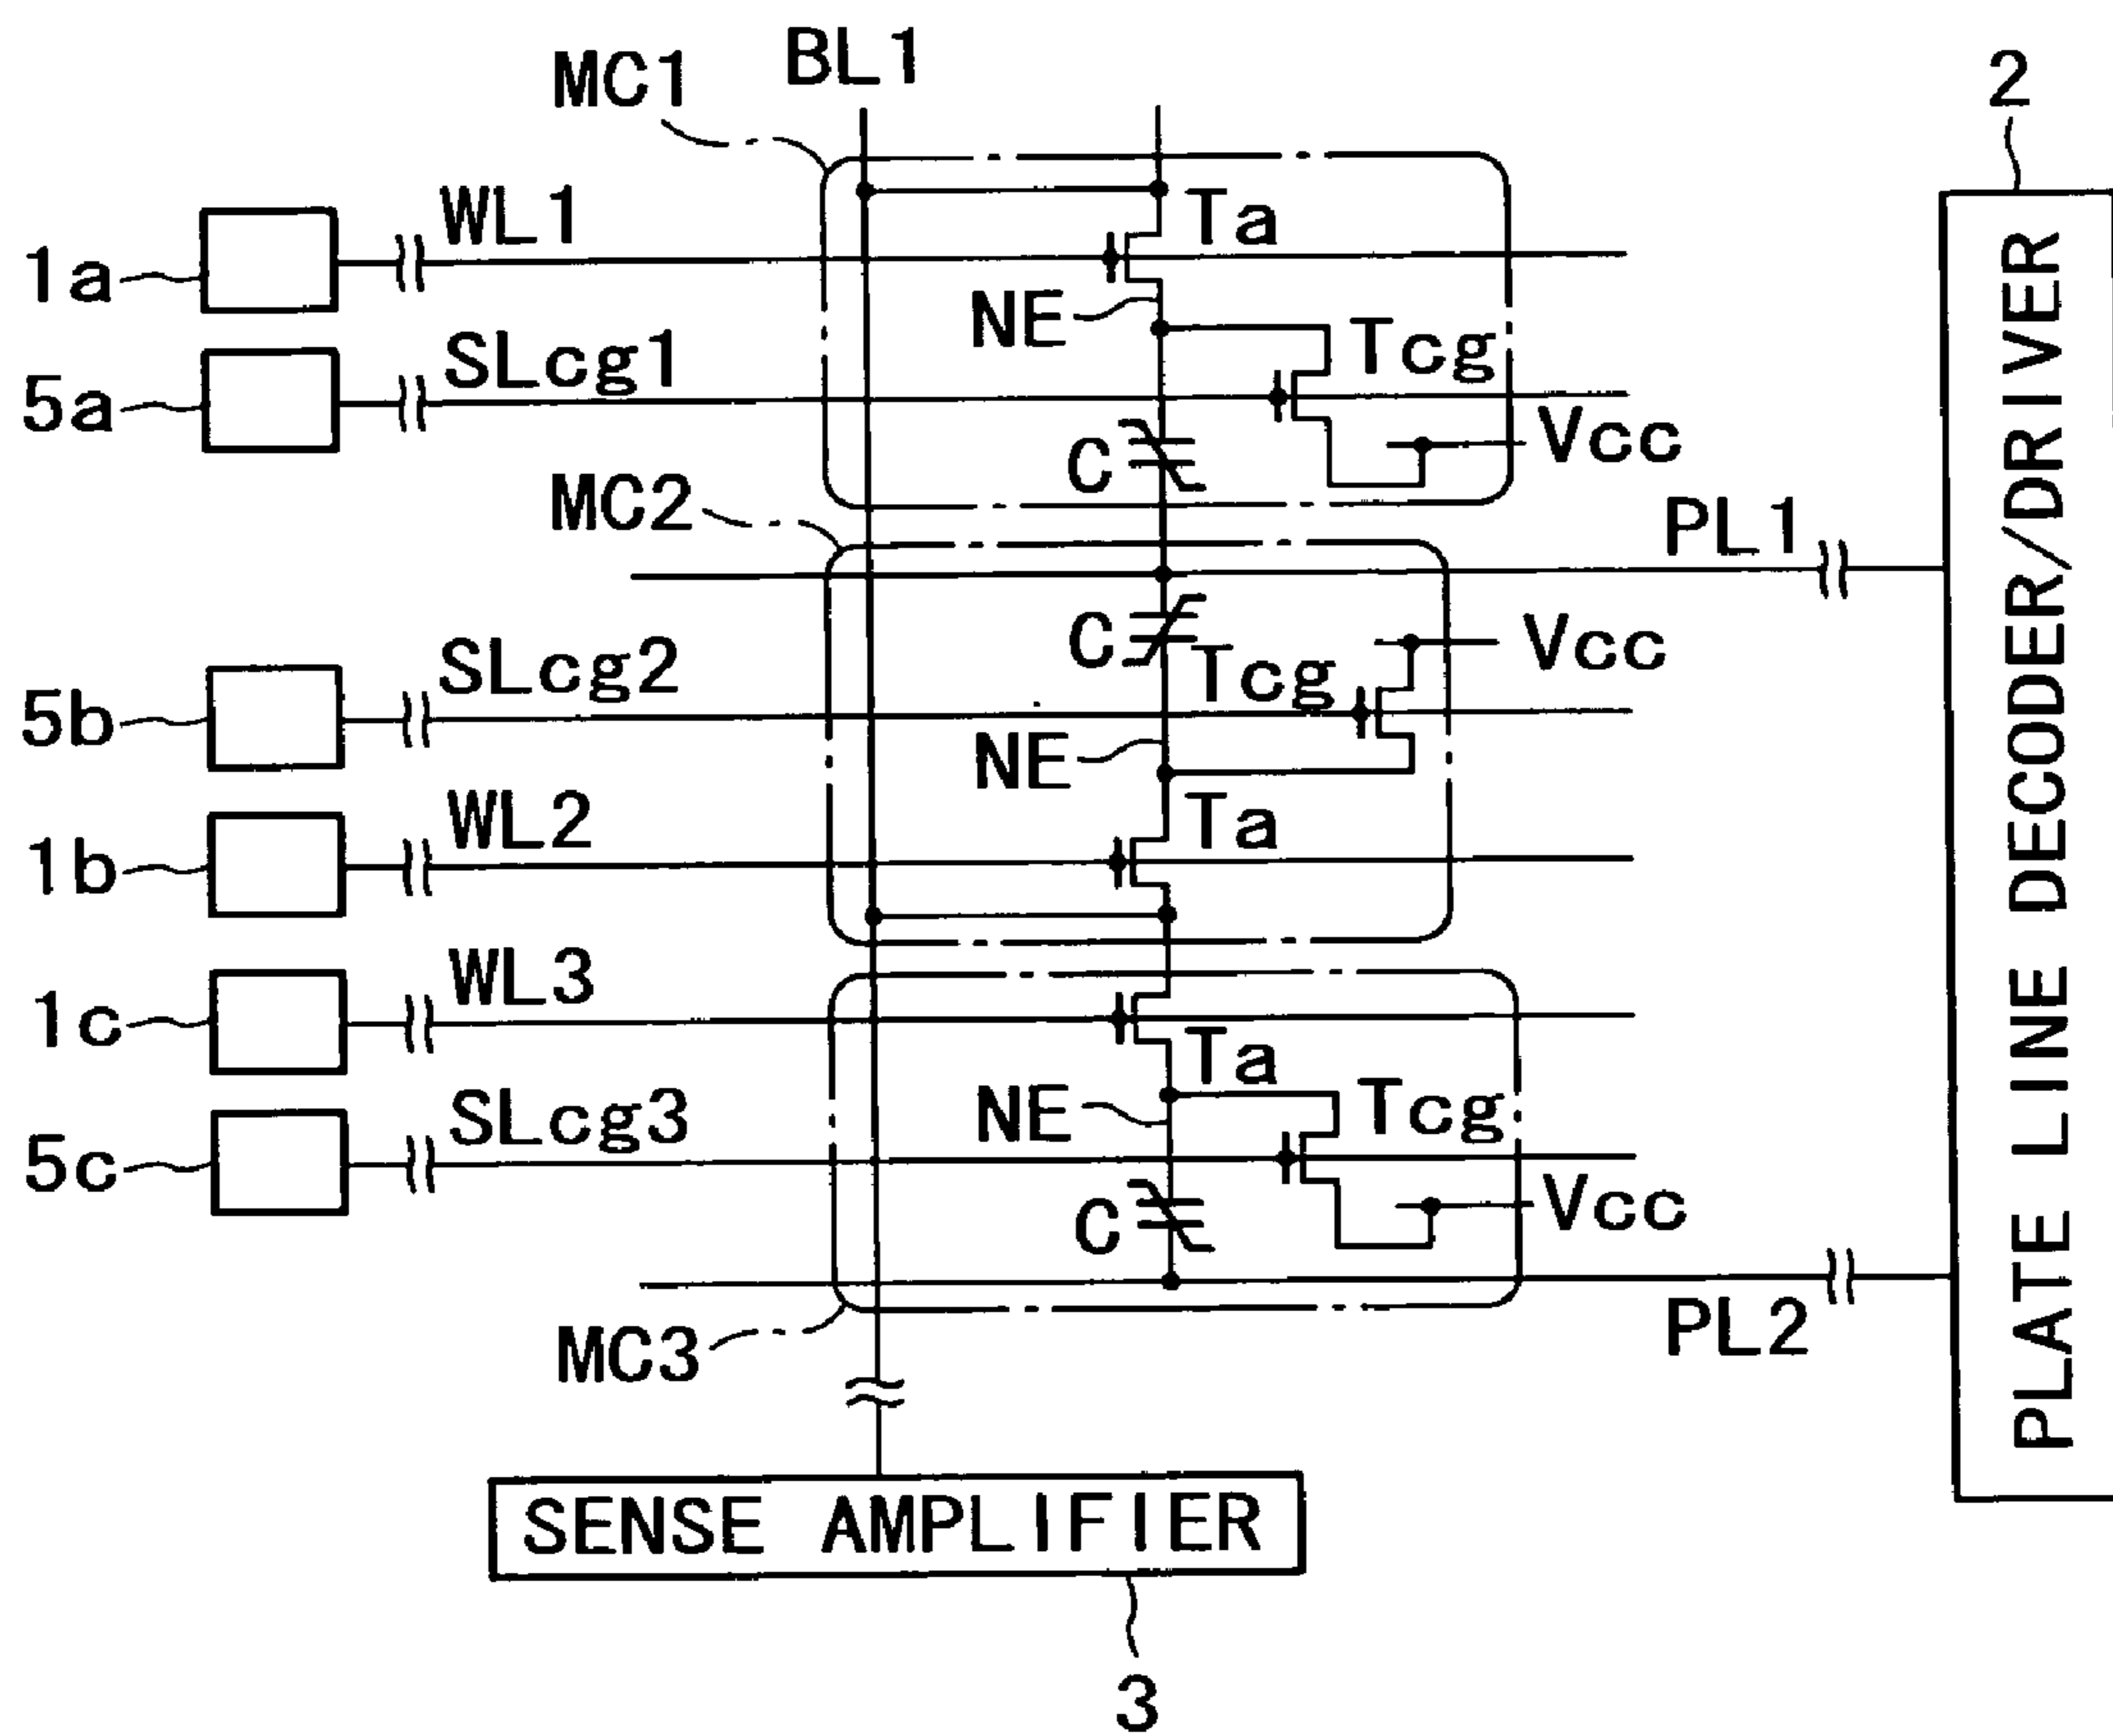 BL1
MC1
2
WL1
Ta
1a
NE
SLcg1
Tcg
5a
Vcc
C
MC2
PL1
C
Vcc
SLcg2
Tcg
5b
NE
WL2
Ta
1b
WL3
1c
Ta
NE
SLcg3
Tcg
5c
Vcc
C
PL2
MC3
PLATE LINE DECODER/DRIVER
SENSE AMPLIFIER
3